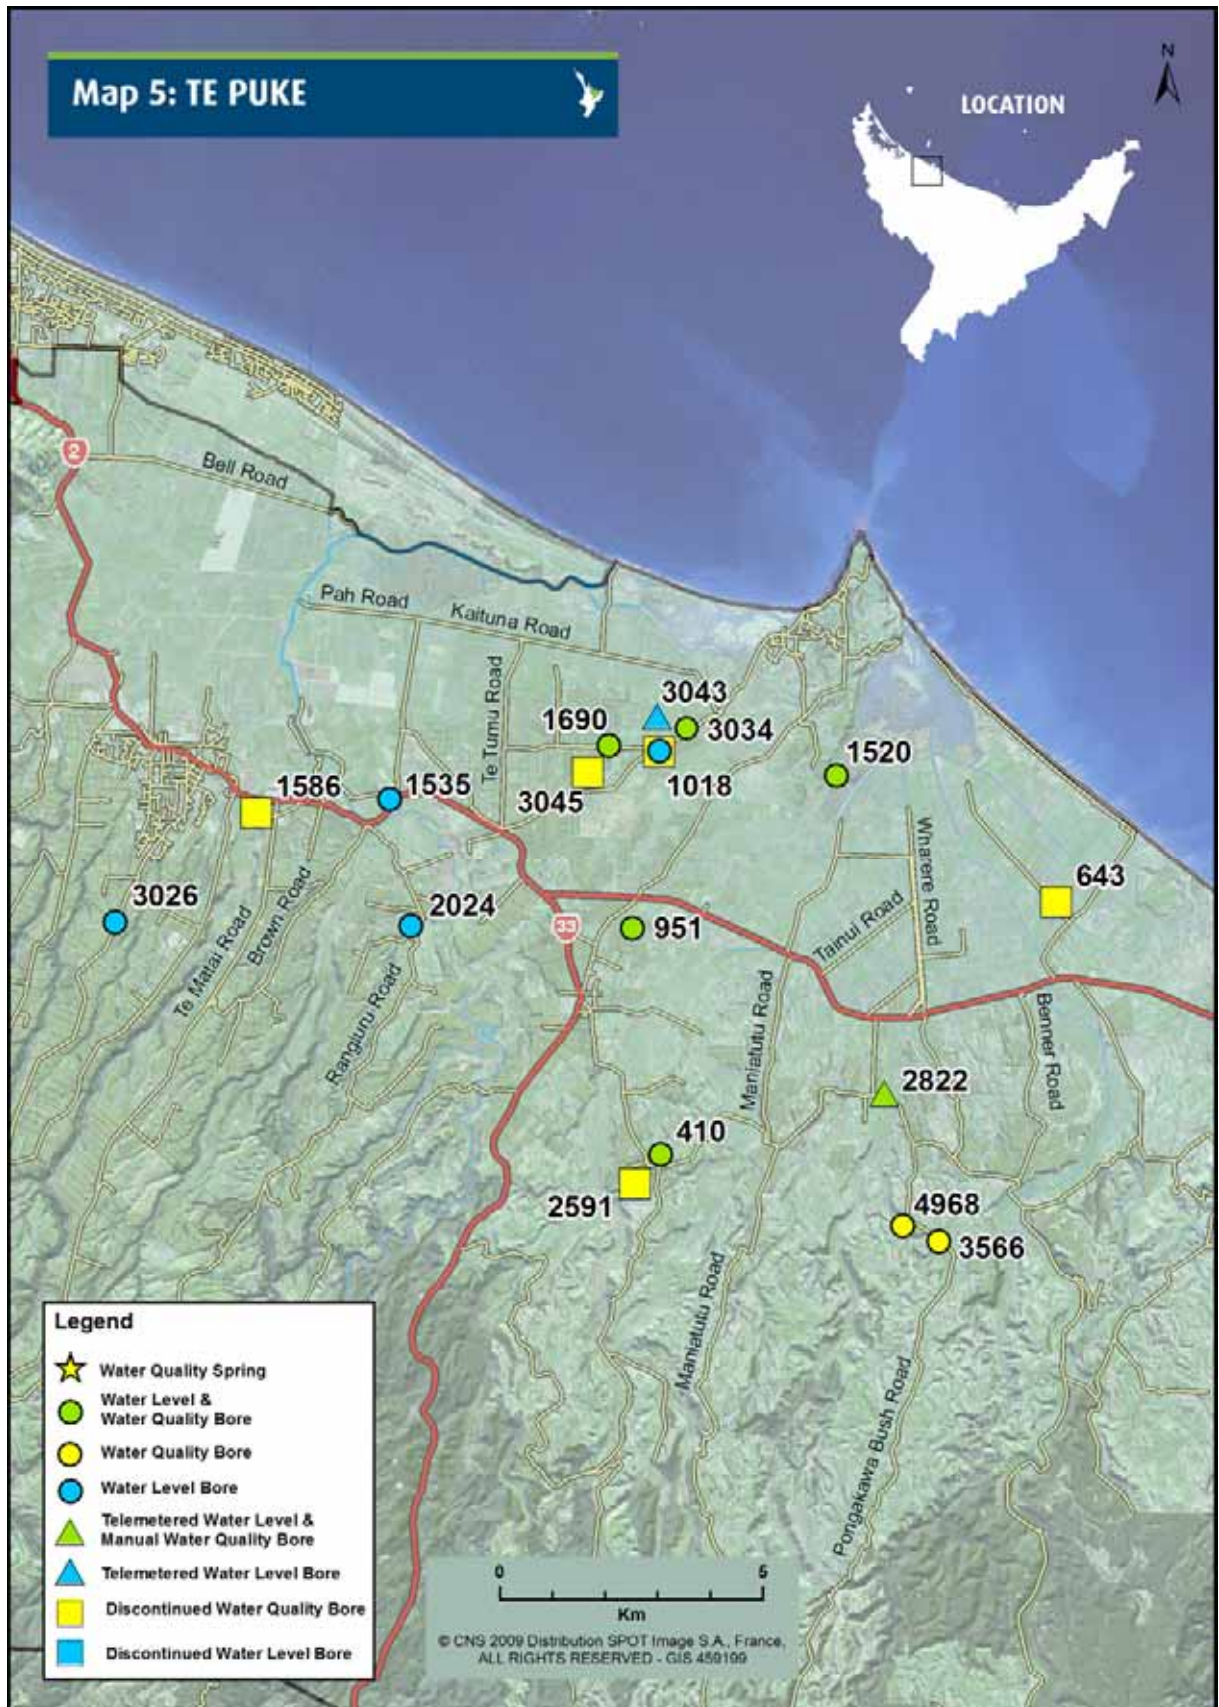 Map 5: TE PUKE
N
LOCATION
2
Bell Road
Pah Road
Kaituna Road
Te Tumu Road
3043
1690
3034
1520
1586
1535
3045
1018
Wharere Road
643
3026
2024
951
Tainui Road
33
Te Matai Road
Brown Road
Rangiuru Road
Maniatutu Road
Benner Road
2822
410
2591
4968
3566
Maniatutu Road
Pongakawa Bush Road
Legend
Water Quality Spring
Water Level &
Water Quality Bore
Water Quality Bore
Water Level Bore
Telemetered Water Level &
Manual Water Quality Bore
Telemetered Water Level Bore
Discontinued Water Quality Bore
Discontinued Water Level Bore
0 5
Km
© CNS 2009 Distribution SPOT Image S.A., France,
ALL RIGHTS RESERVED - GIS 459199